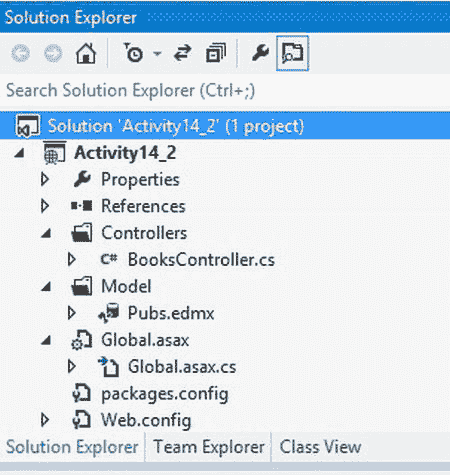 Solution Explorer
Search Solution Explorer (Ctrl+;)
Solution 'Activity14_2' (1 project)
Activity14_2
Properties
References
Controllers
C# BooksController.cs
Model
Pubs.edmx
Global.asax
Global.asax.cs
packages.config
Web.config
Solution Explorer Team Explorer Class View